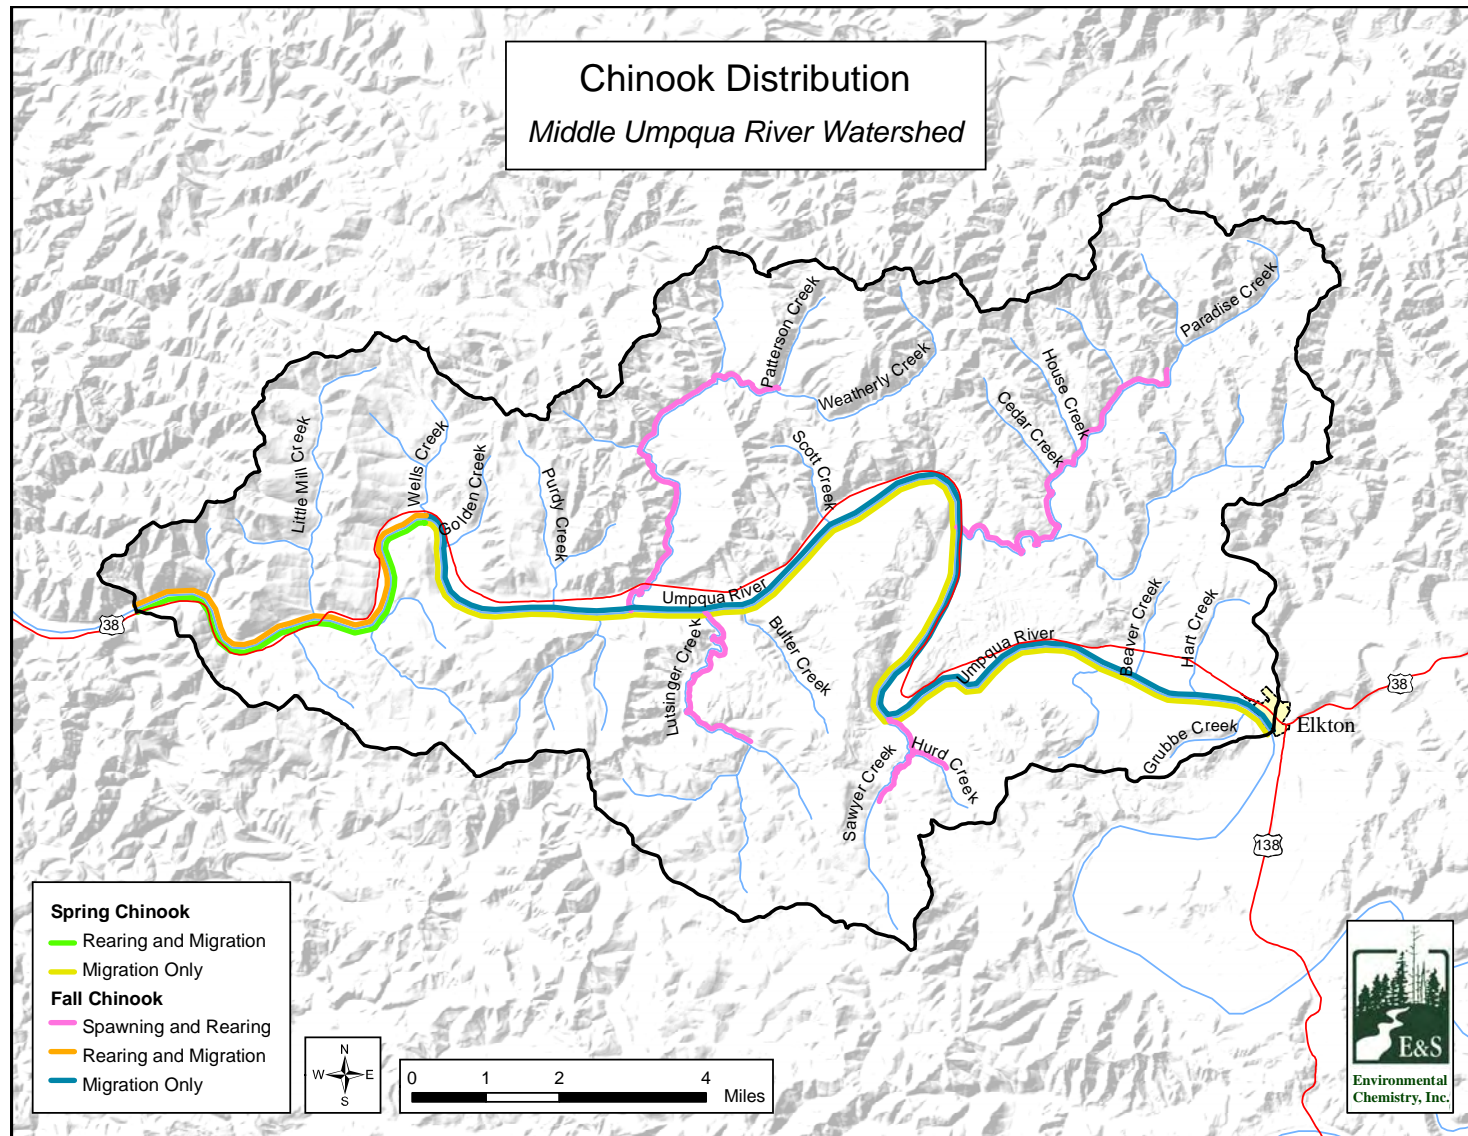 Chinook Distribution
Middle Umpqua River Watershed
Paradise Creek
Patterson Creek
Weatherly Creek
House Creek
Cedar Creek
Little Mill Creek
Wells Creek
Golden Creek
Purdy Creek
Scott Creek
Umpqua River
Lutsinger Creek
Butler Creek
Umpqua River
Beaver Creek
Hart Creek
Grubbe Creek
Elkton
Sawyer Creek
Hurd Creek
38
38
138
Spring Chinook
Rearing and Migration
Migration Only
Fall Chinook
Spawning and Rearing
Rearing and Migration
Migration Only
N
W E
S
0 1 2 4
Miles
E&S
Environmental
Chemistry, Inc.